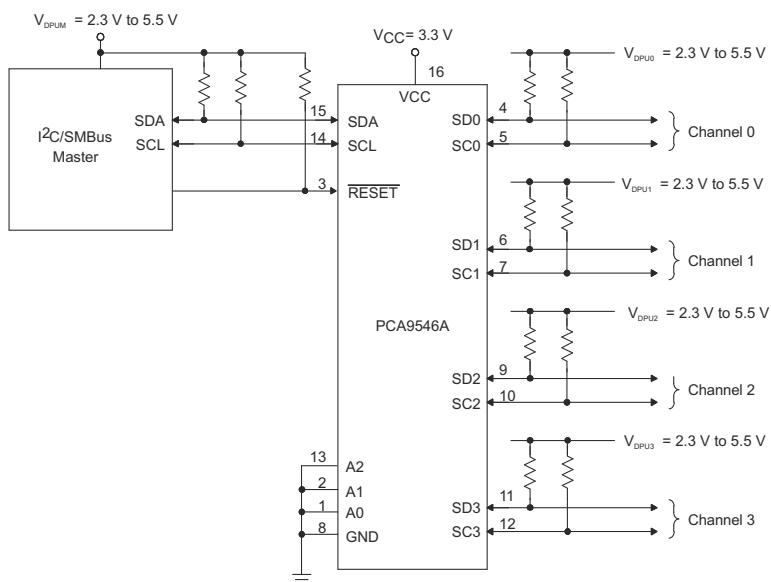 V_DPUM = 2.3 V to 5.5 V
VCC = 3.3 V
16
VCC
I²C/SMBus
Master
SDA
SCL
15
14
3
SDA
SCL
RESET
PCA9546A
13
2
1
8
A2
A1
A0
GND
V_DPU0 = 2.3 V to 5.5 V
SD0
4
SC0
5
Channel 0
V_DPU1 = 2.3 V to 5.5 V
SD1
6
SC1
7
Channel 1
V_DPU2 = 2.3 V to 5.5 V
SD2
9
SC2
10
Channel 2
V_DPU3 = 2.3 V to 5.5 V
SD3
11
SC3
12
Channel 3